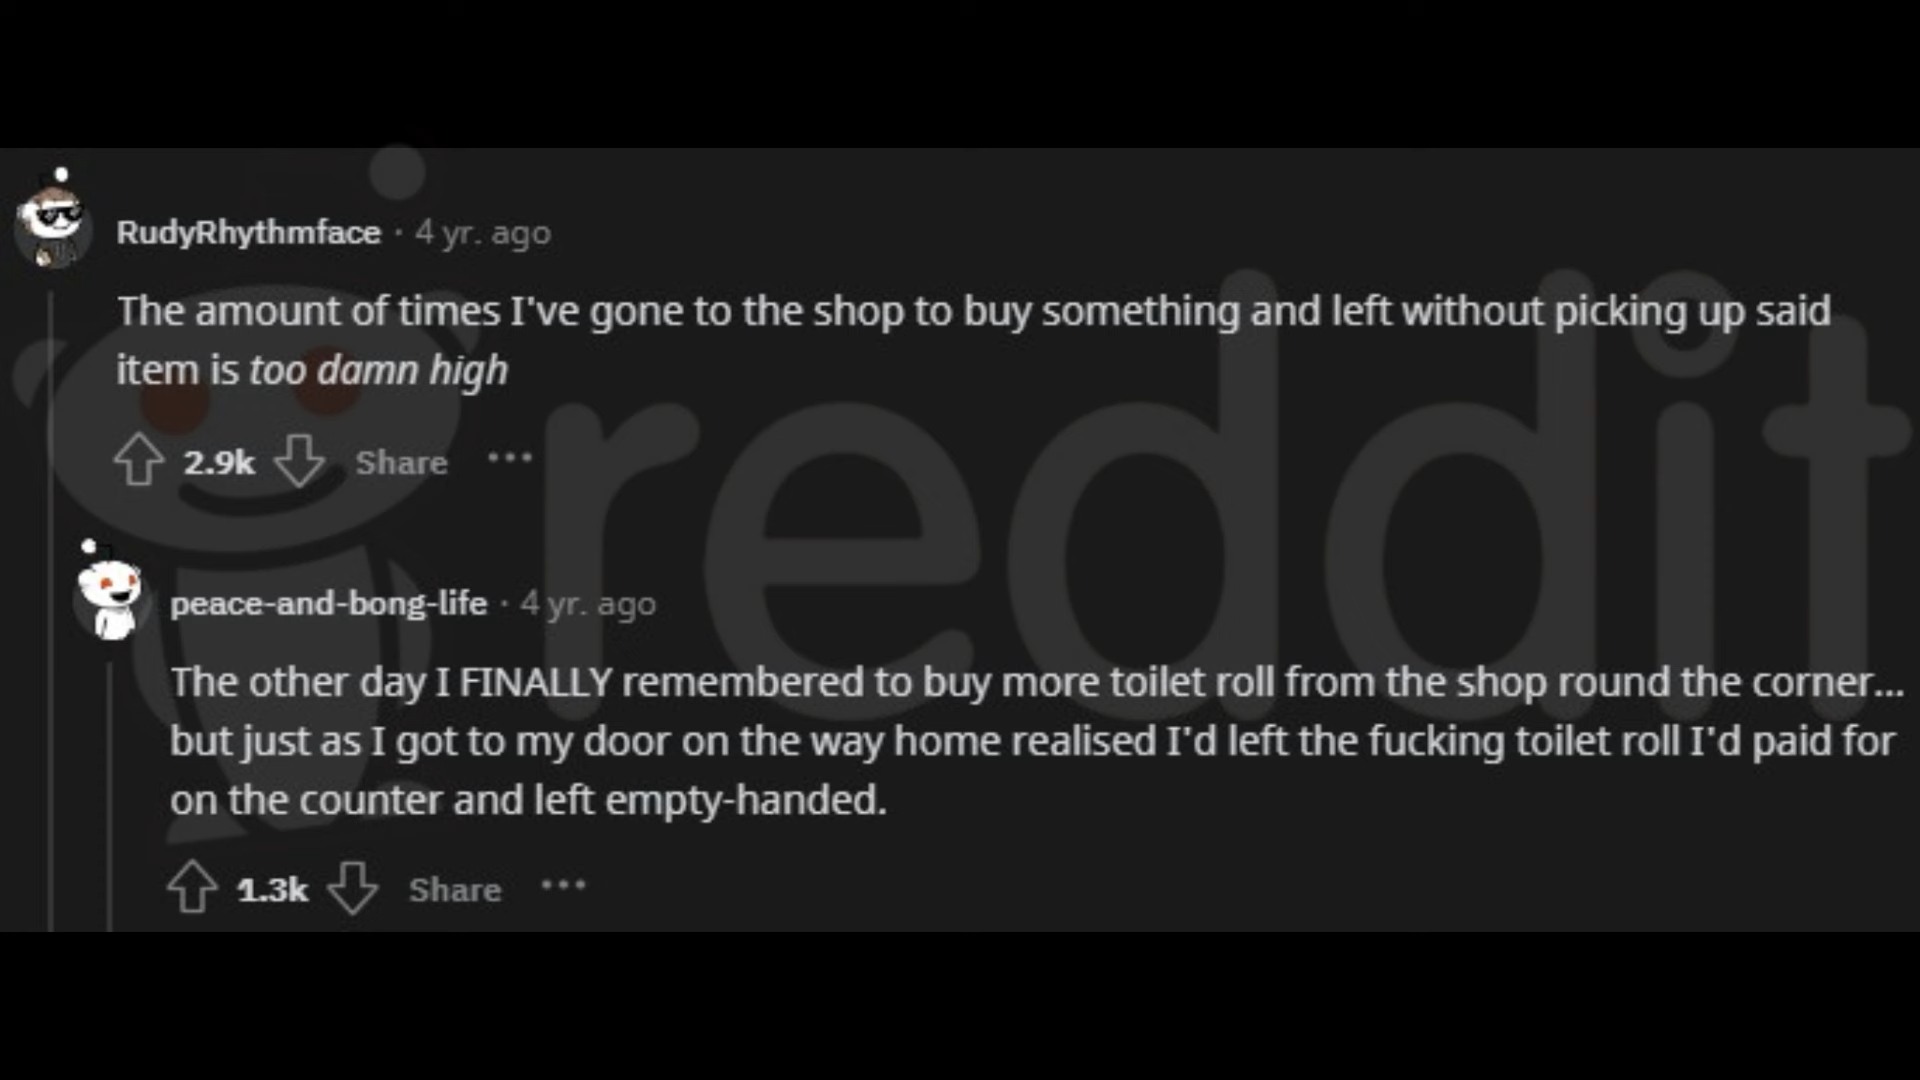 RudyRhythmface · 4 yr. ago
The amount of times I've gone to the shop to buy something and left without picking up said
item is too damn high
2.9k Share ...
peace-and-bong-life · 4 yr. ago
The other day I FINALLY remembered to buy more toilet roll from the shop round the corner...
but just as I got to my door on the way home realised I'd left the fucking toilet roll I'd paid for
on the counter and left empty-handed.
1.3k Share ...
reddit